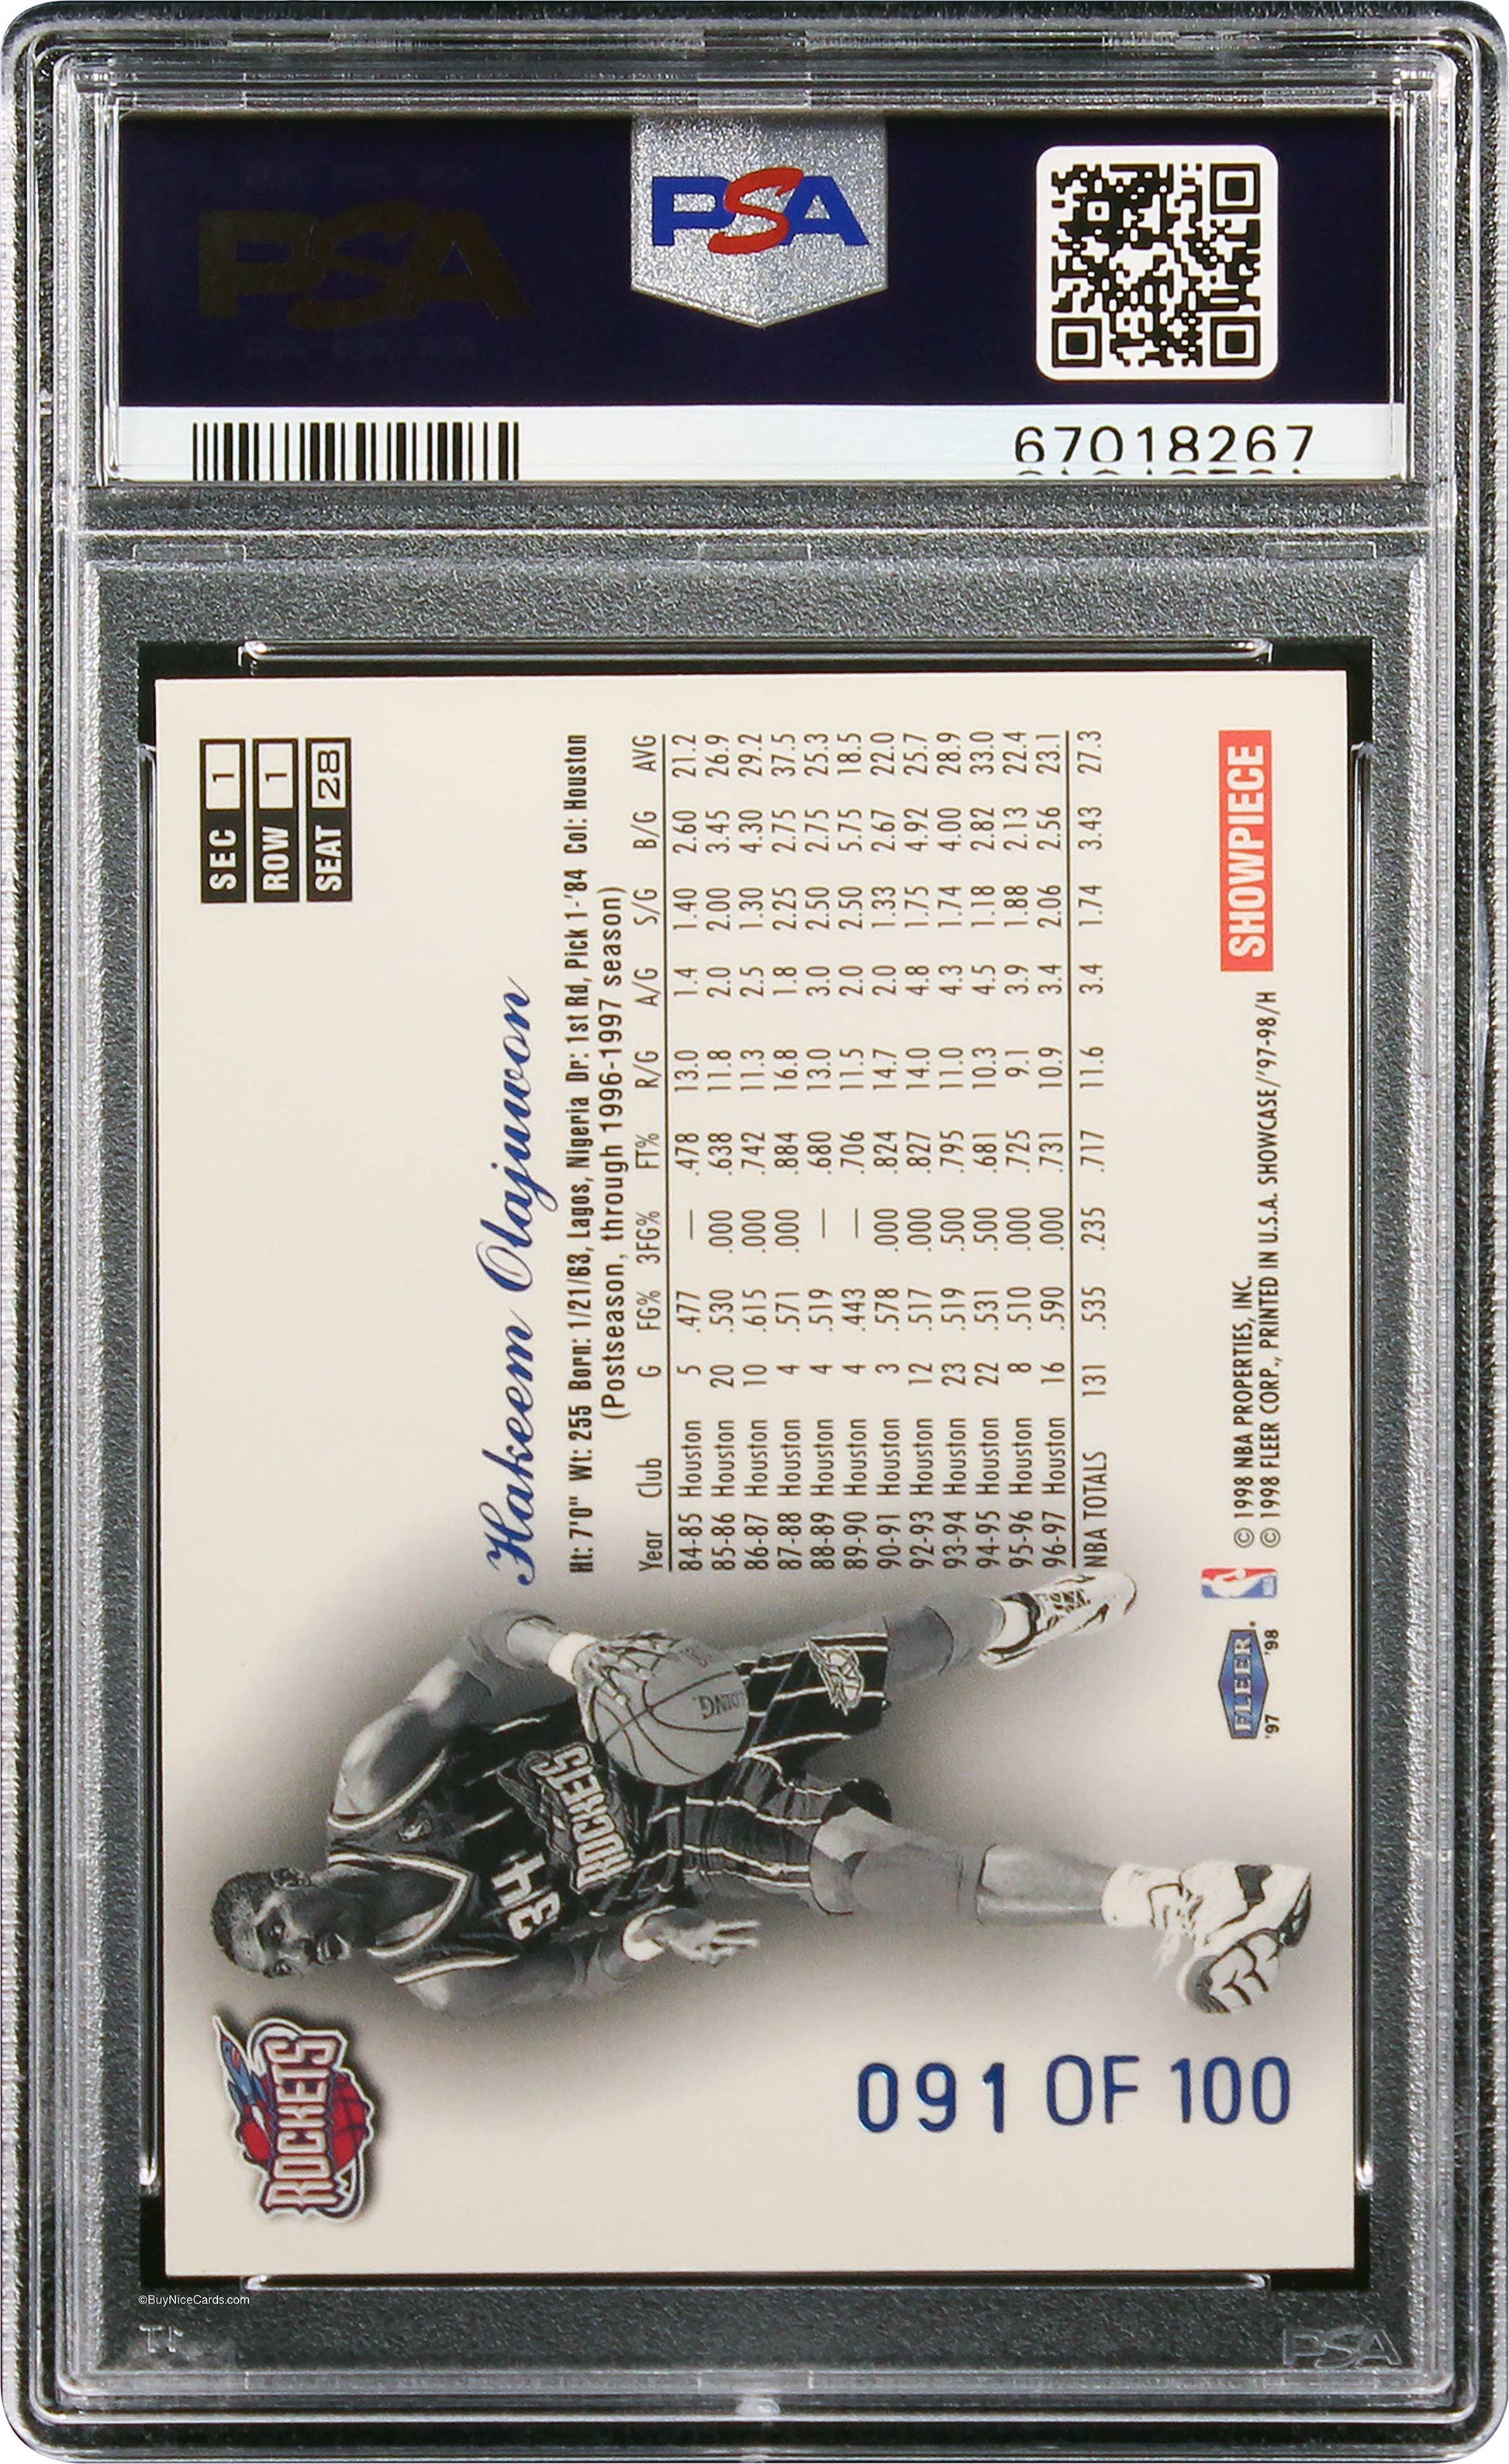 PSA
PSA
67018267
SEC 1
ROW 1
SEAT 28
Hakeem Olajuwon
Ht: 7'0" Wt: 255 Born: 1/21/63, Lagos, Nigeria Dr: 1st Rd, Pick 1-'84 Col: Houston
(Postseason, through 1996-1997 season)
Year Club G FG% 3FG% FT% R/G A/G S/G B/G AVG
84-85 Houston 5 .477 — .478 13.0 1.4 1.40 2.60 21.2
85-86 Houston 20 .530 .000 .638 11.8 2.0 2.00 3.45 26.9
86-87 Houston 10 .615 .000 .742 11.3 2.5 1.30 4.30 29.2
87-88 Houston 4 .571 .000 .884 16.8 1.8 2.25 2.75 37.5
88-89 Houston 4 .519 — .680 13.0 3.0 2.50 2.75 25.3
89-90 Houston 4 .443 — .706 11.5 2.0 2.50 5.75 18.5
90-91 Houston 3 .578 .000 .824 14.7 2.0 1.33 2.67 22.0
92-93 Houston 12 .517 .000 .827 14.0 4.8 1.75 4.92 25.7
93-94 Houston 23 .519 .500 .795 11.0 4.3 1.74 4.00 28.9
94-95 Houston 22 .531 .500 .681 10.3 4.5 1.18 2.82 33.0
95-96 Houston 8 .510 .000 .725 9.1 3.9 1.88 2.13 22.4
96-97 Houston 16 .590 .000 .731 10.9 3.4 2.06 2.56 23.1
NBA TOTALS 131 .535 .235 .717 11.6 3.4 1.74 3.43 27.3
SHOWPIECE
© 1998 NBA PROPERTIES, INC.
© 1998 FLEER CORP., PRINTED IN U.S.A. SHOWCASE/'97-98/H
FLEER
'97 '98
ROCKETS
34
ROCKETS
091 OF 100
©BuyNiceCards.com
PSA